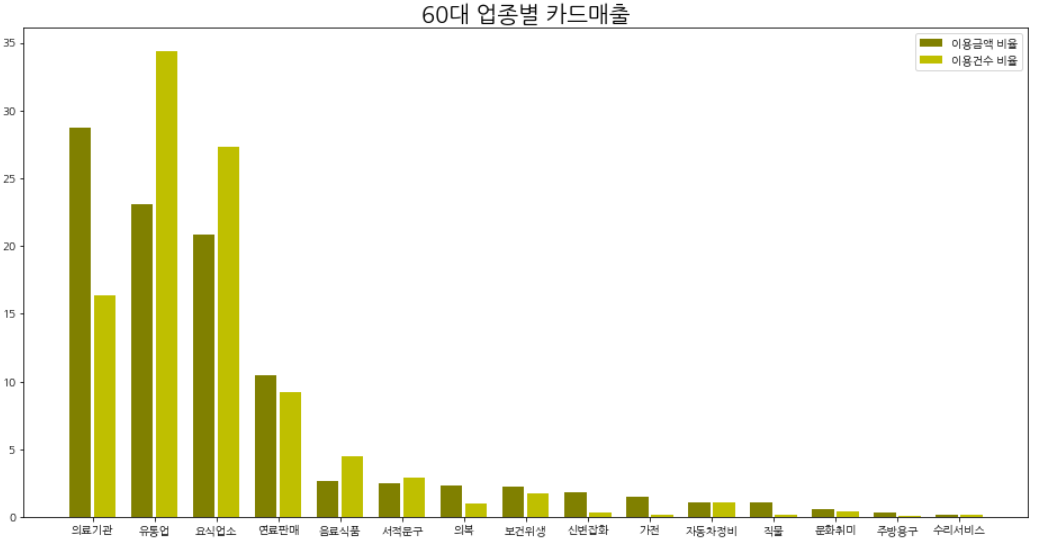 60대 업종별 카드매출
이용금액 비율
이용건수 비율
35
30
25
20
15
10
5
0
의료기관 유통업 요식업소 연료판매 음료식품 서적문구 의복 보건위생 신변잡화 가전 자동차정비 직물 문화취미 주방용구 수리서비스